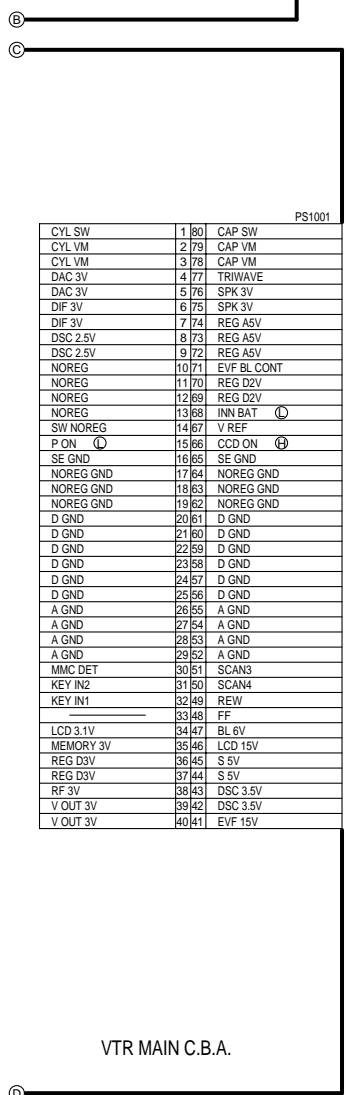 B
C
PS1001
CYL SW 1 80 CAP SW
CYL VM 2 79 CAP VM
CYL VM 3 78 CAP VM
DAC 3V 4 77 TRIWAVE
DAC 3V 5 76 SPK 3V
DIF 3V 6 75 SPK 3V
DIF 3V 7 74 REG A5V
DSC 2.5V 8 73 REG A5V
DSC 2.5V 9 72 REG A5V
NOREG 10 71 EVF BL CONT
NOREG 11 70 REG D2V
NOREG 12 69 REG D2V
NOREG 13 68 INN BAT L
SW NOREG 14 67 V REF
P ON L 15 66 CCD ON H
SE GND 16 65 SE GND
NOREG GND 17 64 NOREG GND
NOREG GND 18 63 NOREG GND
NOREG GND 19 62 NOREG GND
D GND 20 61 D GND
D GND 21 60 D GND
D GND 22 59 D GND
D GND 23 58 D GND
D GND 24 57 D GND
D GND 25 56 D GND
A GND 26 55 A GND
A GND 27 54 A GND
A GND 28 53 A GND
A GND 29 52 A GND
MMC DET 30 51 SCAN3
KEY IN2 31 50 SCAN4
KEY IN1 32 49 REW
33 48 FF
LCD 3.1V 34 47 BL 6V
MEMORY 3V 35 46 LCD 15V
REG D3V 36 45 S 5V
REG D3V 37 44 S 5V
RF 3V 38 43 DSC 3.5V
V OUT 3V 39 42 DSC 3.5V
V OUT 3V 40 41 EVF 15V
VTR MAIN C.B.A.
D